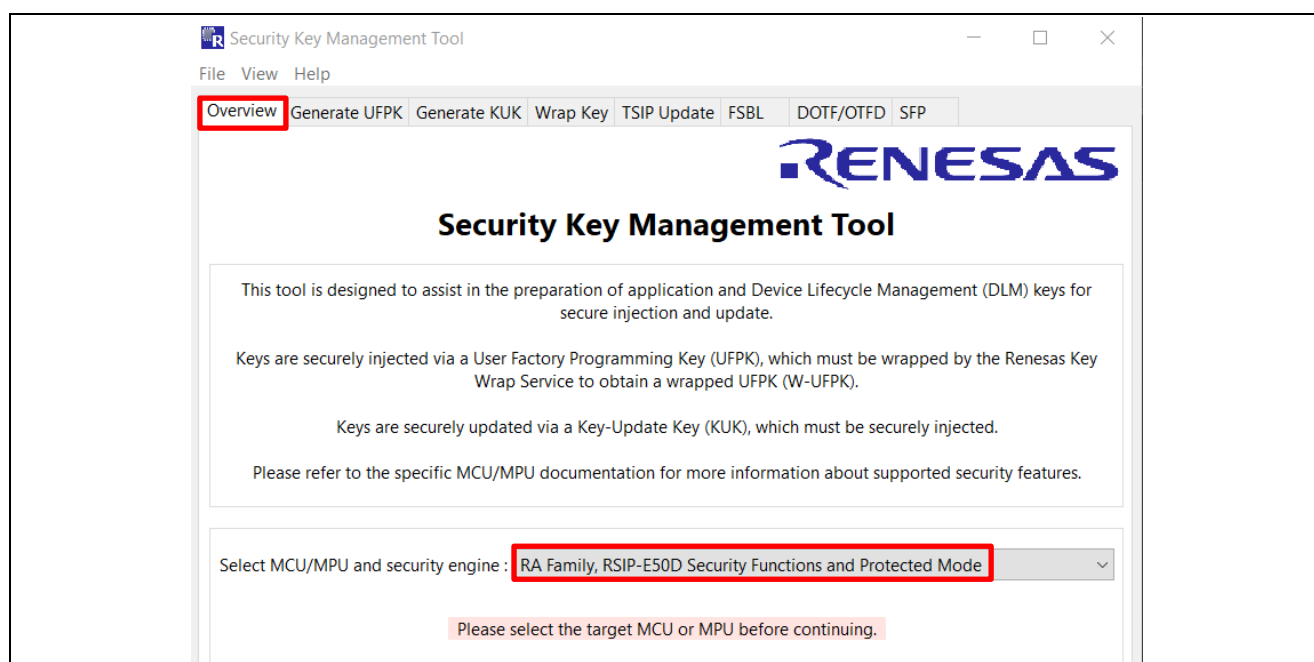 Security Key Management Tool
File View Help
Overview Generate UFPK Generate KUK Wrap Key TSIP Update FSBL DOTF/OTFD SFP
RENESAS
Security Key Management Tool
This tool is designed to assist in the preparation of application and Device Lifecycle Management (DLM) keys for
secure injection and update.
Keys are securely injected via a User Factory Programming Key (UFPK), which must be wrapped by the Renesas Key
Wrap Service to obtain a wrapped UFPK (W-UFPK).
Keys are securely updated via a Key-Update Key (KUK), which must be securely injected.
Please refer to the specific MCU/MPU documentation for more information about supported security features.
Select MCU/MPU and security engine : RA Family, RSIP-E50D Security Functions and Protected Mode
Please select the target MCU or MPU before continuing.